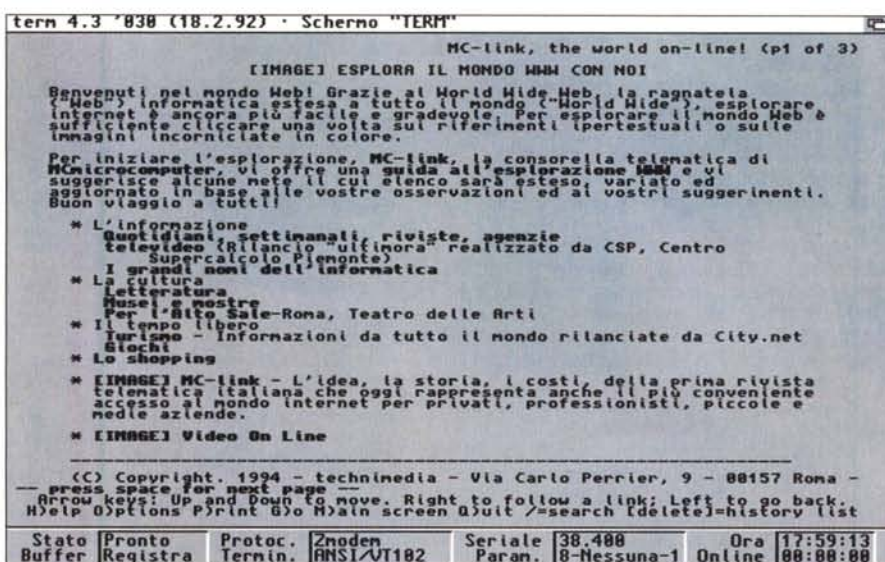 term 4.3 '030 (18.2.92) · Schermo "TERM"
MC-link, the world on-line! (p1 of 3)
[IMAGE] ESPLORA IL MONDO WWW CON NOI
Benvenuti nel mondo Web! Grazie al World Wide Web, la ragnatela
("Web") informatica estesa a tutto il mondo ("World Wide"), esplorare
internet è ancora più facile e gradevole. Per esplorare il mondo Web è
sufficiente cliccare una volta sui riferimenti ipertestuali o sulle
immagini incorniciate in colore.
Per iniziare l'esplorazione, MC-link, la consorella telematica di
MCmicrocomputer, vi offre una guida all'esplorazione WWW e vi
suggerisce alcune mete il cui elenco sarà esteso, variato ed
aggiornato in base alle vostre osservazioni ed ai vostri suggerimenti.
Buon viaggio a tutti!
* L'informazione
Quotidiani, settimanali, riviste, agenzie
televideo (Rilancio "ultimora" realizzato da CSP, Centro
Supercalcolo Piemonte)
I grandi nomi dell'informatica
* La cultura
Letteratura
Musei e mostre
Per l'Alto Sale-Roma, Teatro delle Arti
* Il tempo libero
Turismo - Informazioni da tutto il mondo rilanciate da City.net
Giochi
* Lo shopping
* [IMAGE] MC-link - L'idea, la storia, i costi, della prima rivista
telematica italiana che oggi rappresenta anche il più conveniente
accesso al mondo internet per privati, professionisti, piccole e
medie aziende.
* [IMAGE] Video On Line
(C) Copyright. 1994 - technimedia - Via Carlo Perrier, 9 - 00157 Roma -
-- press space for next page --
Arrow keys: Up and Down to move. Right to follow a link; Left to go back.
H)elp O)ptions P)rint G)o M)ain screen Q)uit /=search [delete]=history list
Stato Pronto Protoc. Zmodem Seriale 38.400 Ora 17:59:13
Buffer Registra Termin. ANSI/VT102 Param. 8-Nessuna-1 Online 00:00:00